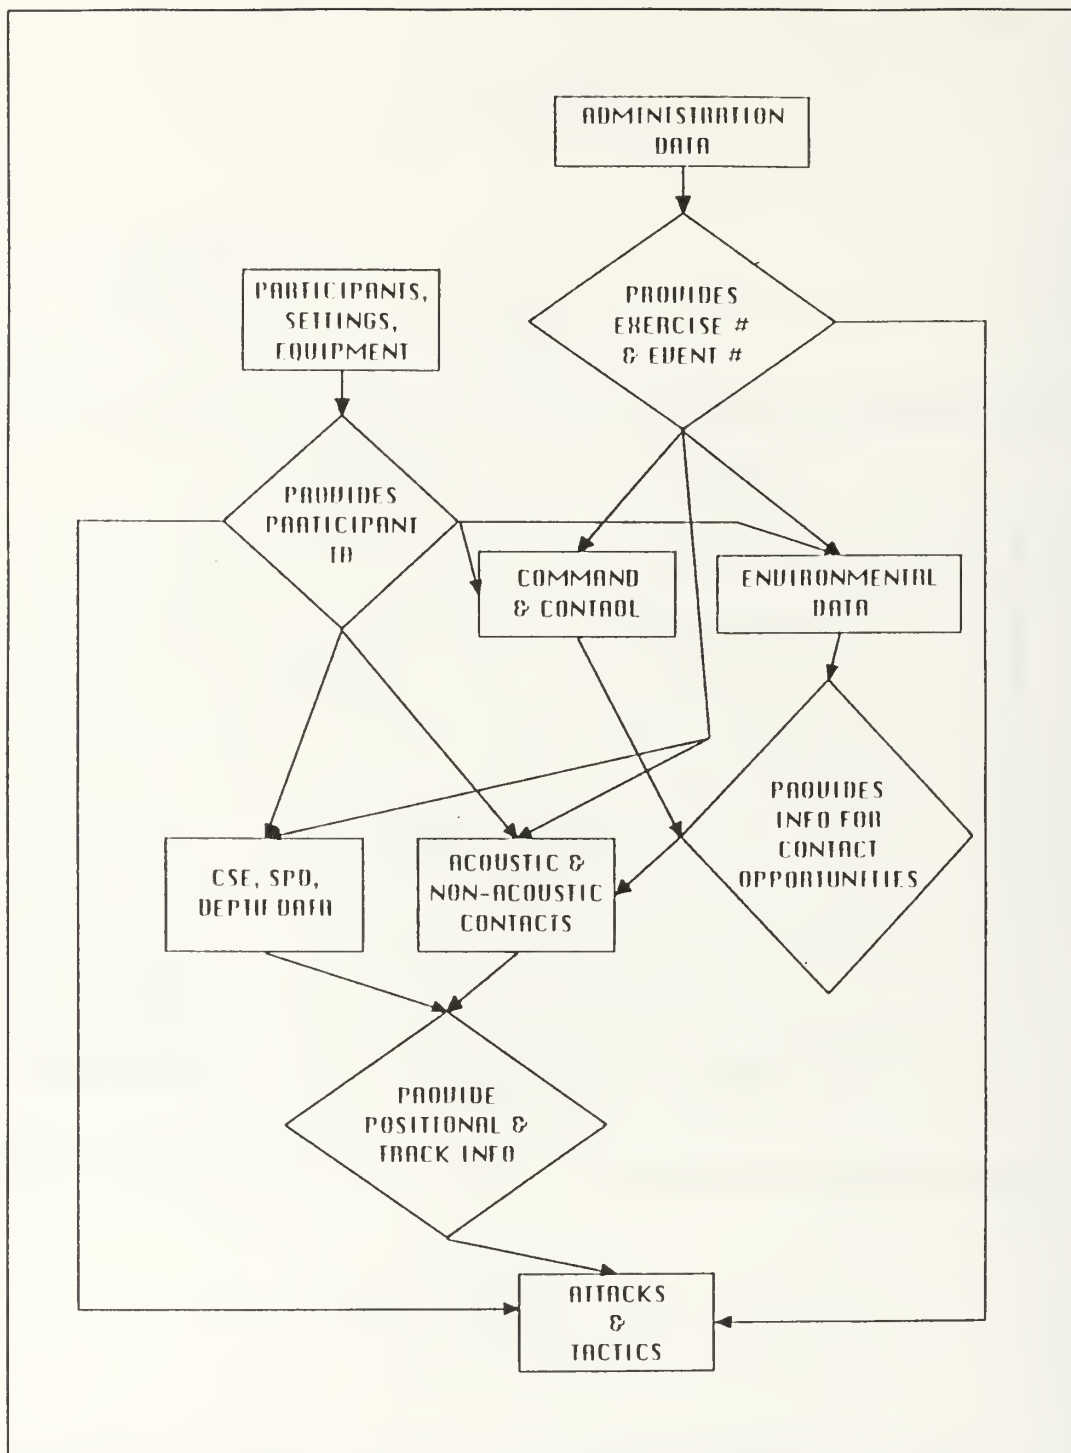 ADMINISTRATION
DATA
PARTICIPANTS,
SETTINGS,
EQUIPMENT
PROVIDES
EXERCISE #
& EVENT #
PROVIDES
PARTICIPANT
ID
COMMAND
& CONTROL
ENVIRONMENTAL
DATA
PROVIDES
INFO FOR
CONTACT
OPPORTUNITIES
CSE, SPD,
DEPTH DATA
ACOUSTIC &
NON-ACOUSTIC
CONTACTS
PROVIDE
POSITIONAL &
TRACK INFO
ATTACKS
&
TACTICS